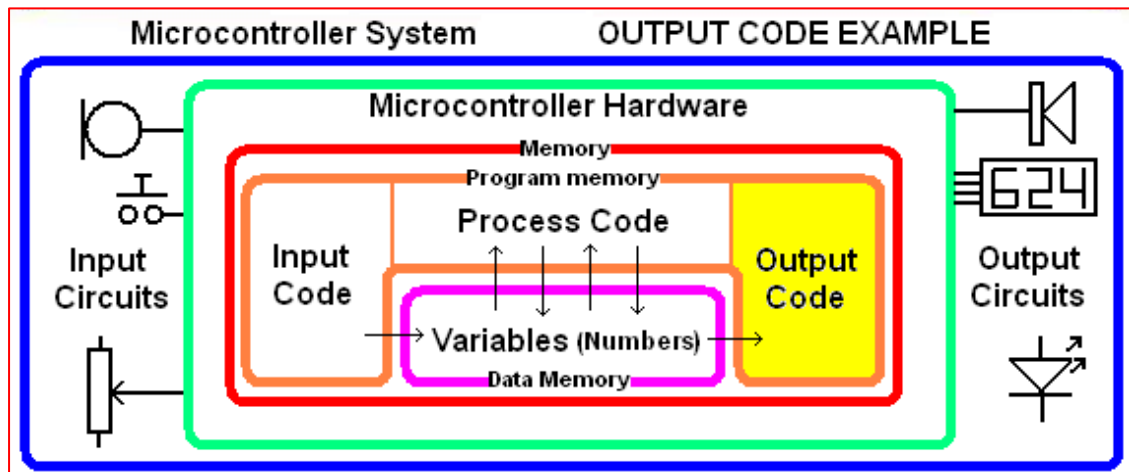 Microcontroller System OUTPUT CODE EXAMPLE
Microcontroller Hardware
Memory
Program memory
Process Code
Input
Code
Output
Code
Variables (Numbers)
Data Memory
Input
Circuits
624
Output
Circuits